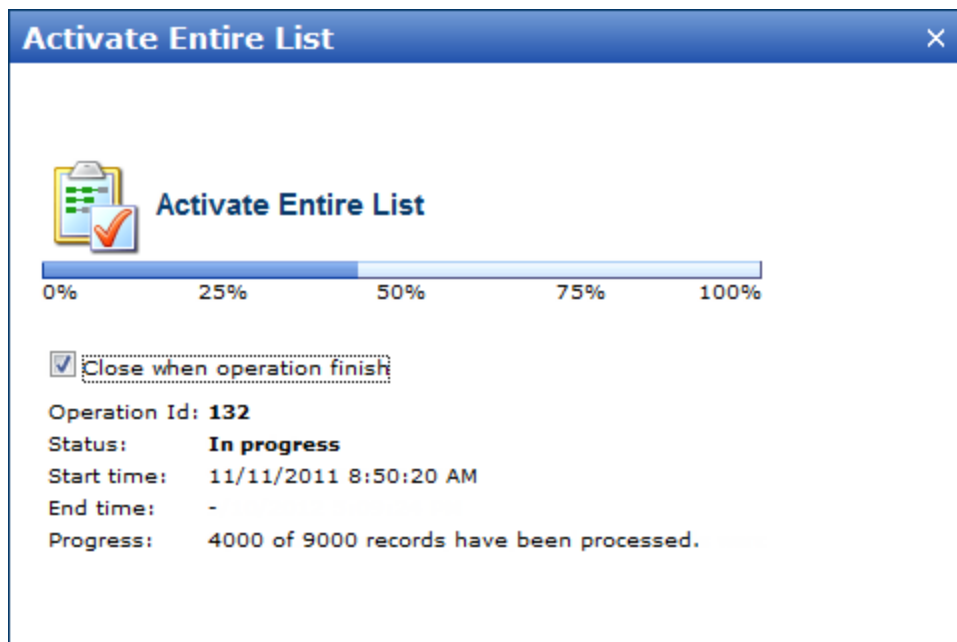 Activate Entire List
Activate Entire List
0% 25% 50% 75% 100%
Close when operation finish
Operation Id: 132
Status: In progress
Start time: 11/11/2011 8:50:20 AM
End time: -
Progress: 4000 of 9000 records have been processed.